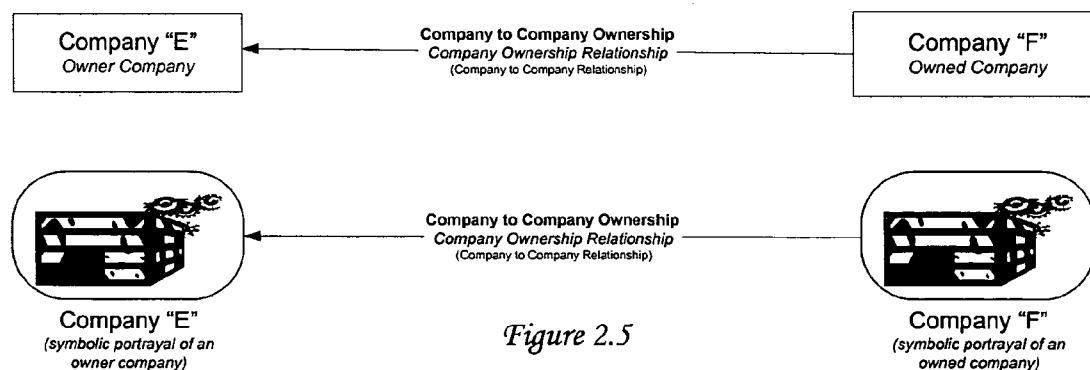 Company "E"
Owner Company
Company to Company Ownership
Company Ownership Relationship
(Company to Company Relationship)
Company "F"
Owned Company
Company to Company Ownership
Company Ownership Relationship
(Company to Company Relationship)
Company "E"
(symbolic portrayal of an
owner company)
Figure 2.5
Company "F"
(symbolic portrayal of an
owned company)